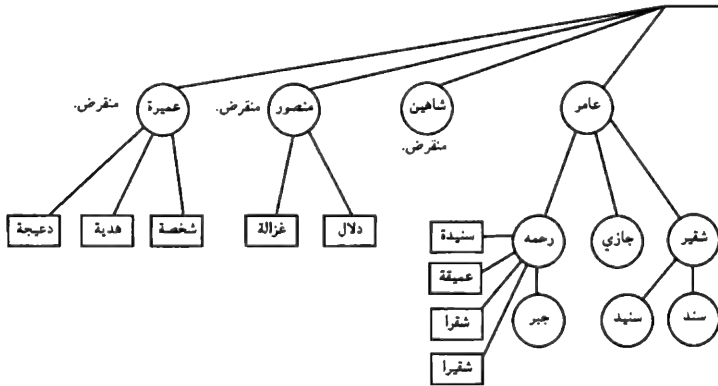 عامر
شاهين
منقرض.
منصور
منقرض.
عميرة
منقرض.
شقير
جازي
رحمه
سنيدة
عميقة
شقرا
شقيرا
دلال
غزالة
شخصة
هدية
دعيجة
سند
سنيد
جبر